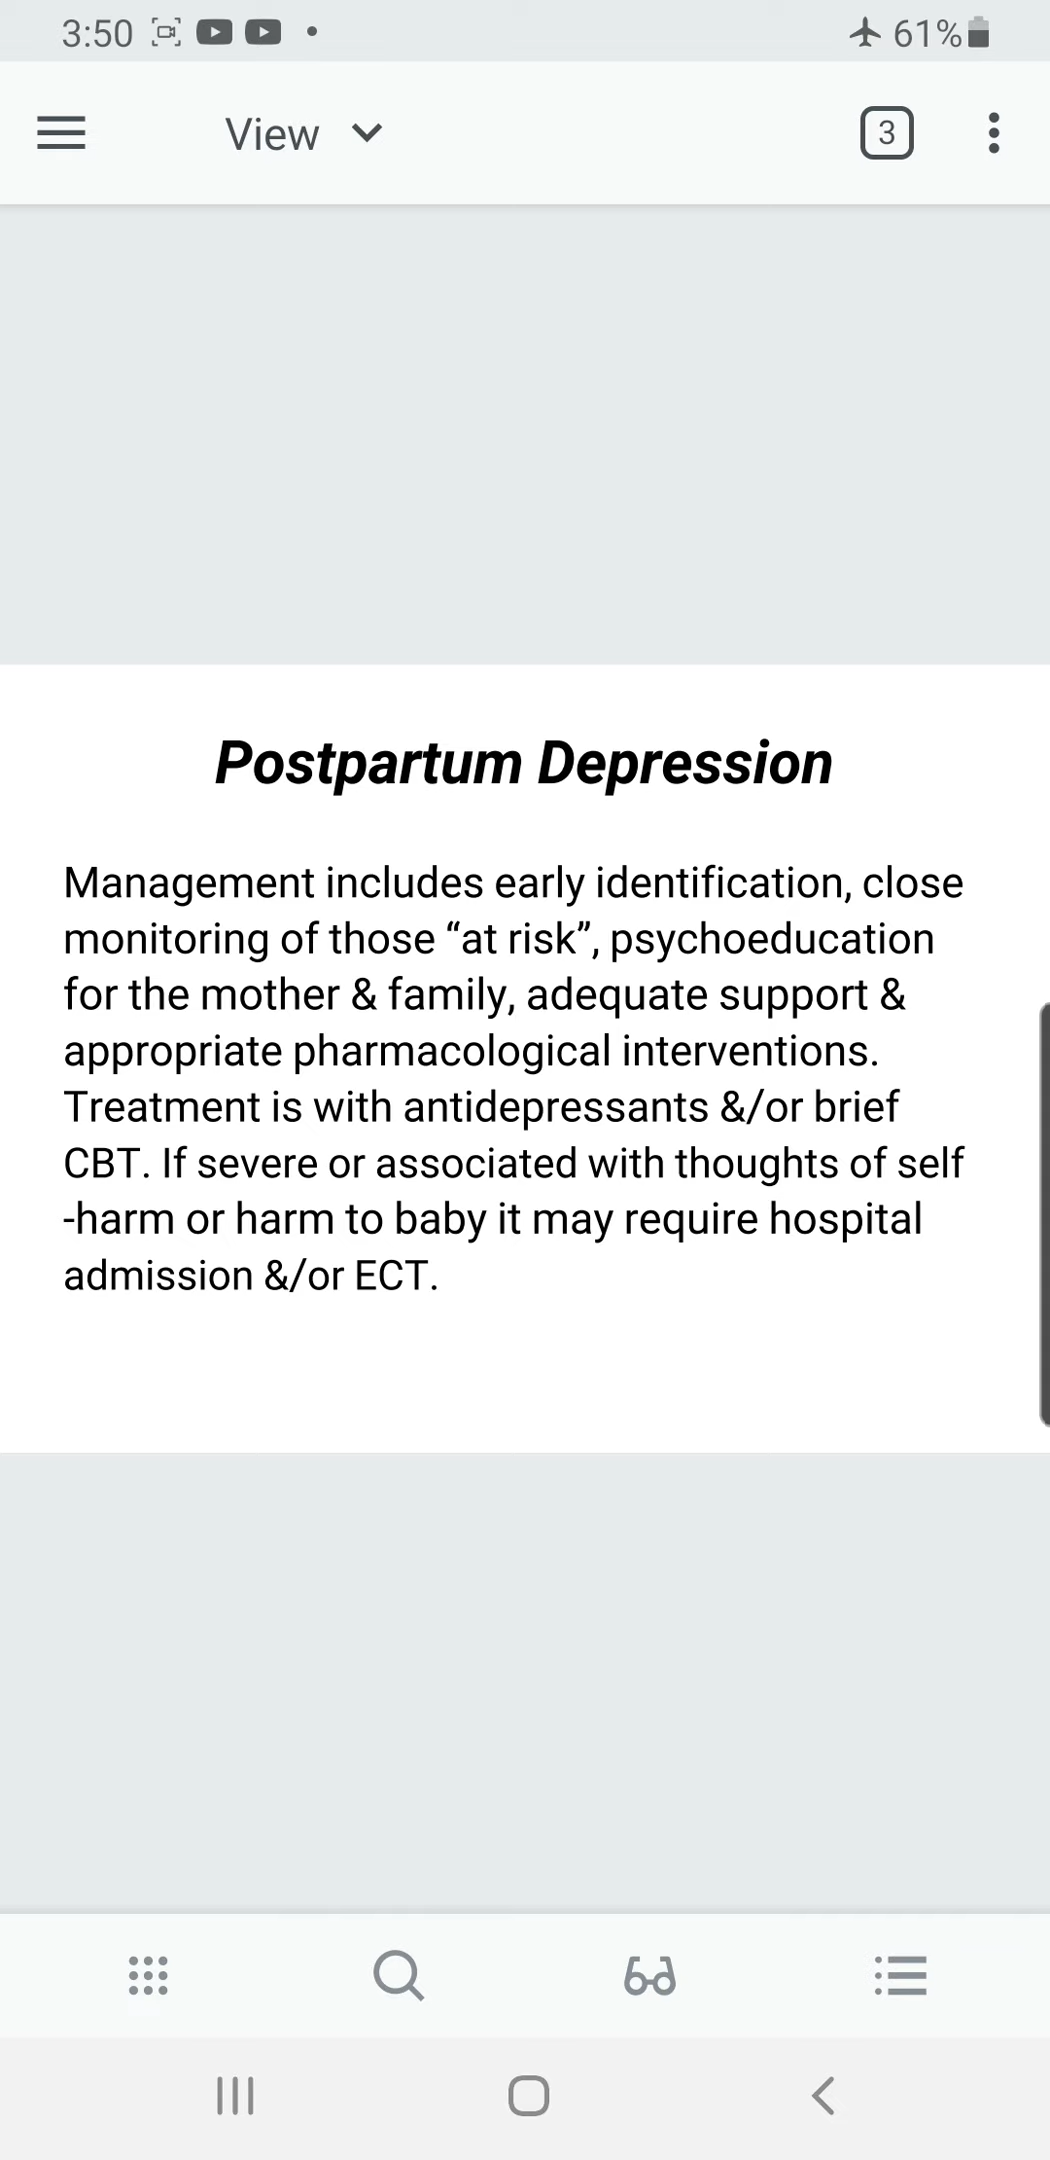 3:50
61%
View
3
Postpartum Depression
Management includes early identification, close
monitoring of those “at risk”, psychoeducation
for the mother & family, adequate support &
appropriate pharmacological interventions.
Treatment is with antidepressants &/or brief
CBT. If severe or associated with thoughts of self
-harm or harm to baby it may require hospital
admission &/or ECT.